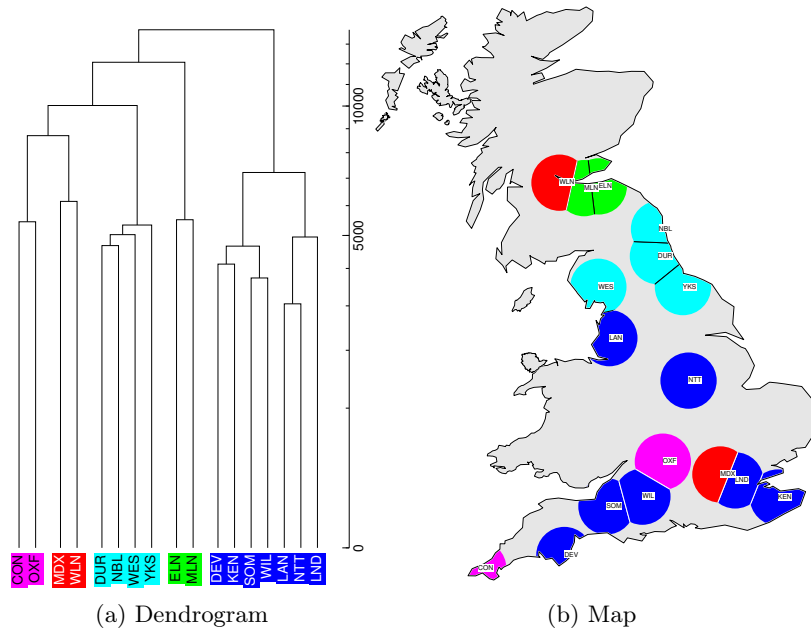 10000
5000
0
CON
OXF
MDX
WLN
DUR
NBL
WES
YKS
ELN
MLN
DEV
KEN
SOM
WIL
LAN
NTT
LND
(a) Dendrogram
WLN
MLN
ELN
NBL
DUR
WES
YKS
LAN
NTT
OXF
MDX
LND
KEN
WIL
SOM
DEV
CON
(b) Map